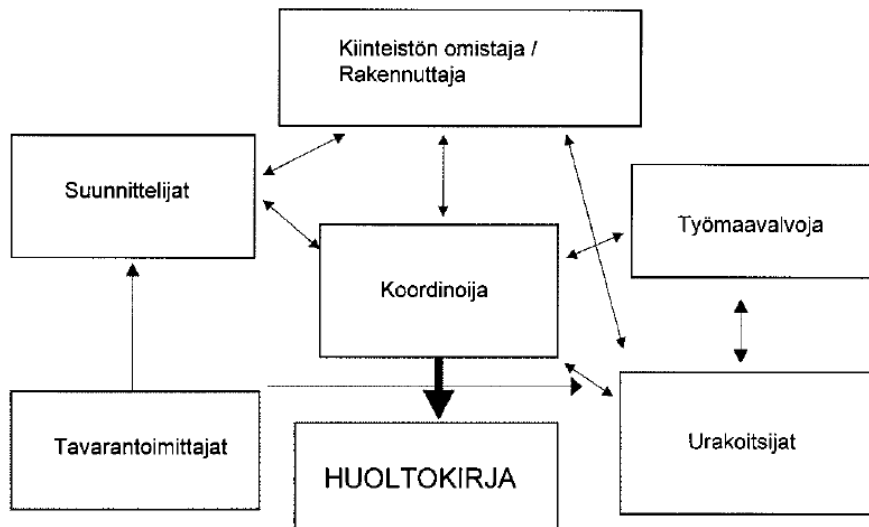 Kiinteistön omistaja /
Rakennuttaja
Suunnittelijat
Työmaavalvoja
Koordinoija
Tavarantoimittajat
Urakoitsijat
HUOLTOKIRJA